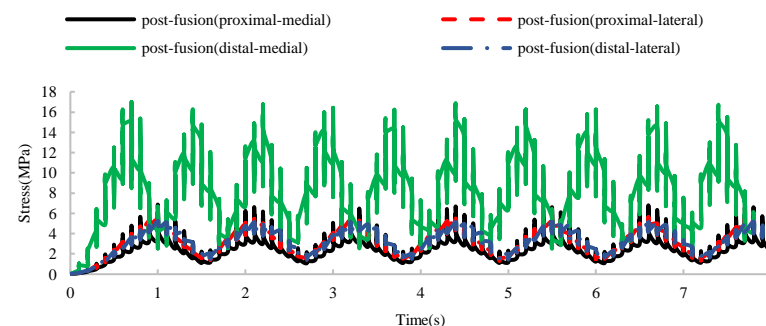 post-fusion(proximal-medial) post-fusion(proximal-lateral)
post-fusion(distal-medial) post-fusion(distal-lateral)
18
16
14
12
10
8
6
4
2
0
Stress(MPa)
0 1 2 3 4 5 6 7
Time(s)